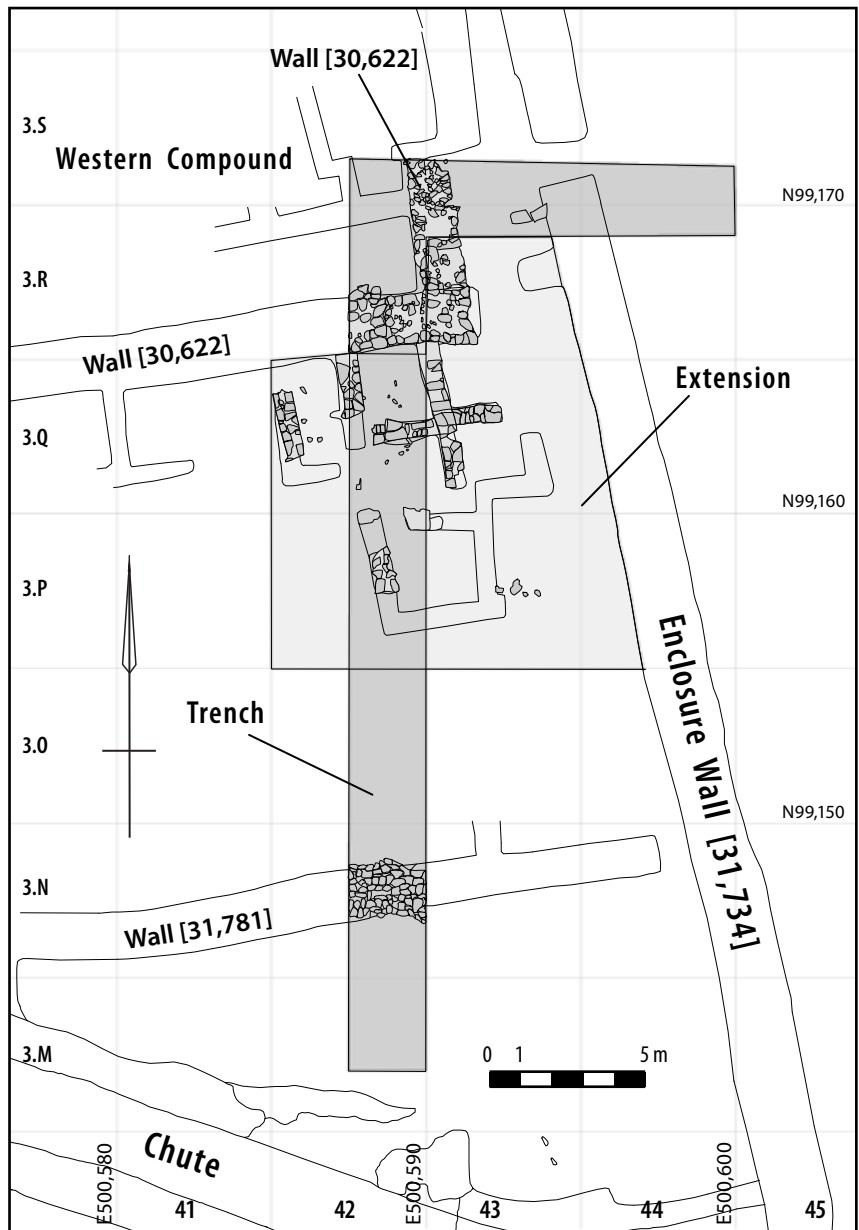 Wall [30,622]
3.S
Western Compound
N99,170
3.R
Wall [30,622]
Extension
3.Q
N99,160
3.P
Enclosure Wall [31,734]
Trench
3.O
N99,150
3.N
Wall [31,781]
3.M
0 1 5 m
Chute
E500,580
E500,590
E500,600
41 42 43 44 45